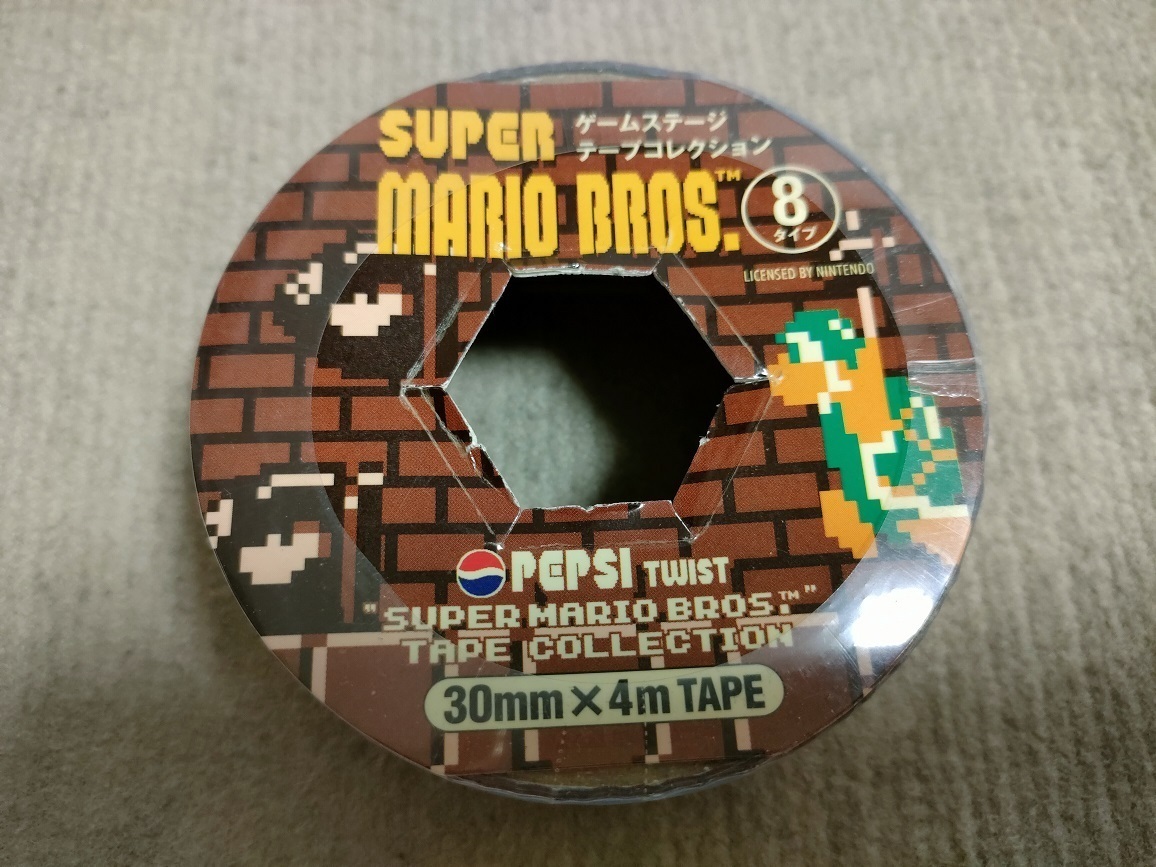 SUPER
MARIO BROS.™
ゲームステージ
テープコレクション
8
タイプ
LICENSED BY NINTENDO
PEPSI TWIST
"SUPER MARIO BROS.™"
TAPE COLLECTION
30mm×4m TAPE